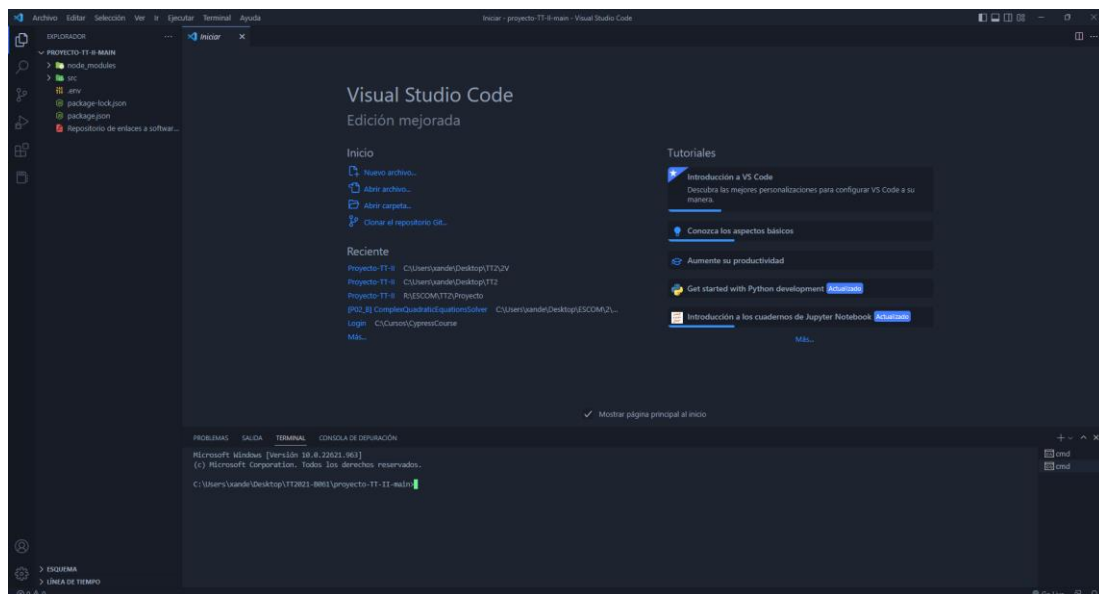 Archivo Editar Selección Ver Ir Ejecutar Terminal Ayuda
Iniciar - proyecto-TT-II-main - Visual Studio Code
EXPLORADOR
Iniciar
PROYECTO-TT-II-MAIN
node_modules
src
.env
package-lock.json
package.json
Repositorio de enlaces a softwar...
Visual Studio Code
Edición mejorada
Inicio
Nuevo archivo...
Abrir archivo...
Abrir carpeta...
Clonar el repositorio Git...
Reciente
Proyecto-TT-II C:\Users\xande\Desktop\TT2\2V
Proyecto-TT-II C:\Users\xande\Desktop\TT2
Proyecto-TT-II R:\ESCOM\TT2\Proyecto
[P02_B] ComplexQuadraticEquationsSolver C:\Users\xande\Desktop\ESCOM\2\...
Login C:\Cursos\CypressCourse
Más...
Tutoriales
Introducción a VS Code
Descubra las mejores personalizaciones para configurar VS Code a su
manera.
Conozca los aspectos básicos
Aumente su productividad
Get started with Python development Actualizado
Introducción a los cuadernos de Jupyter Notebook Actualizado
Más...
Mostrar página principal al inicio
PROBLEMAS SALIDA TERMINAL CONSOLA DE DEPURACIÓN
Microsoft Windows [Versión 10.0.22621.963]
(c) Microsoft Corporation. Todos los derechos reservados.
C:\Users\xande\Desktop\TT2021-B061\proyecto-TT-II-main>
cmd
cmd
ESQUEMA
LÍNEA DE TIEMPO